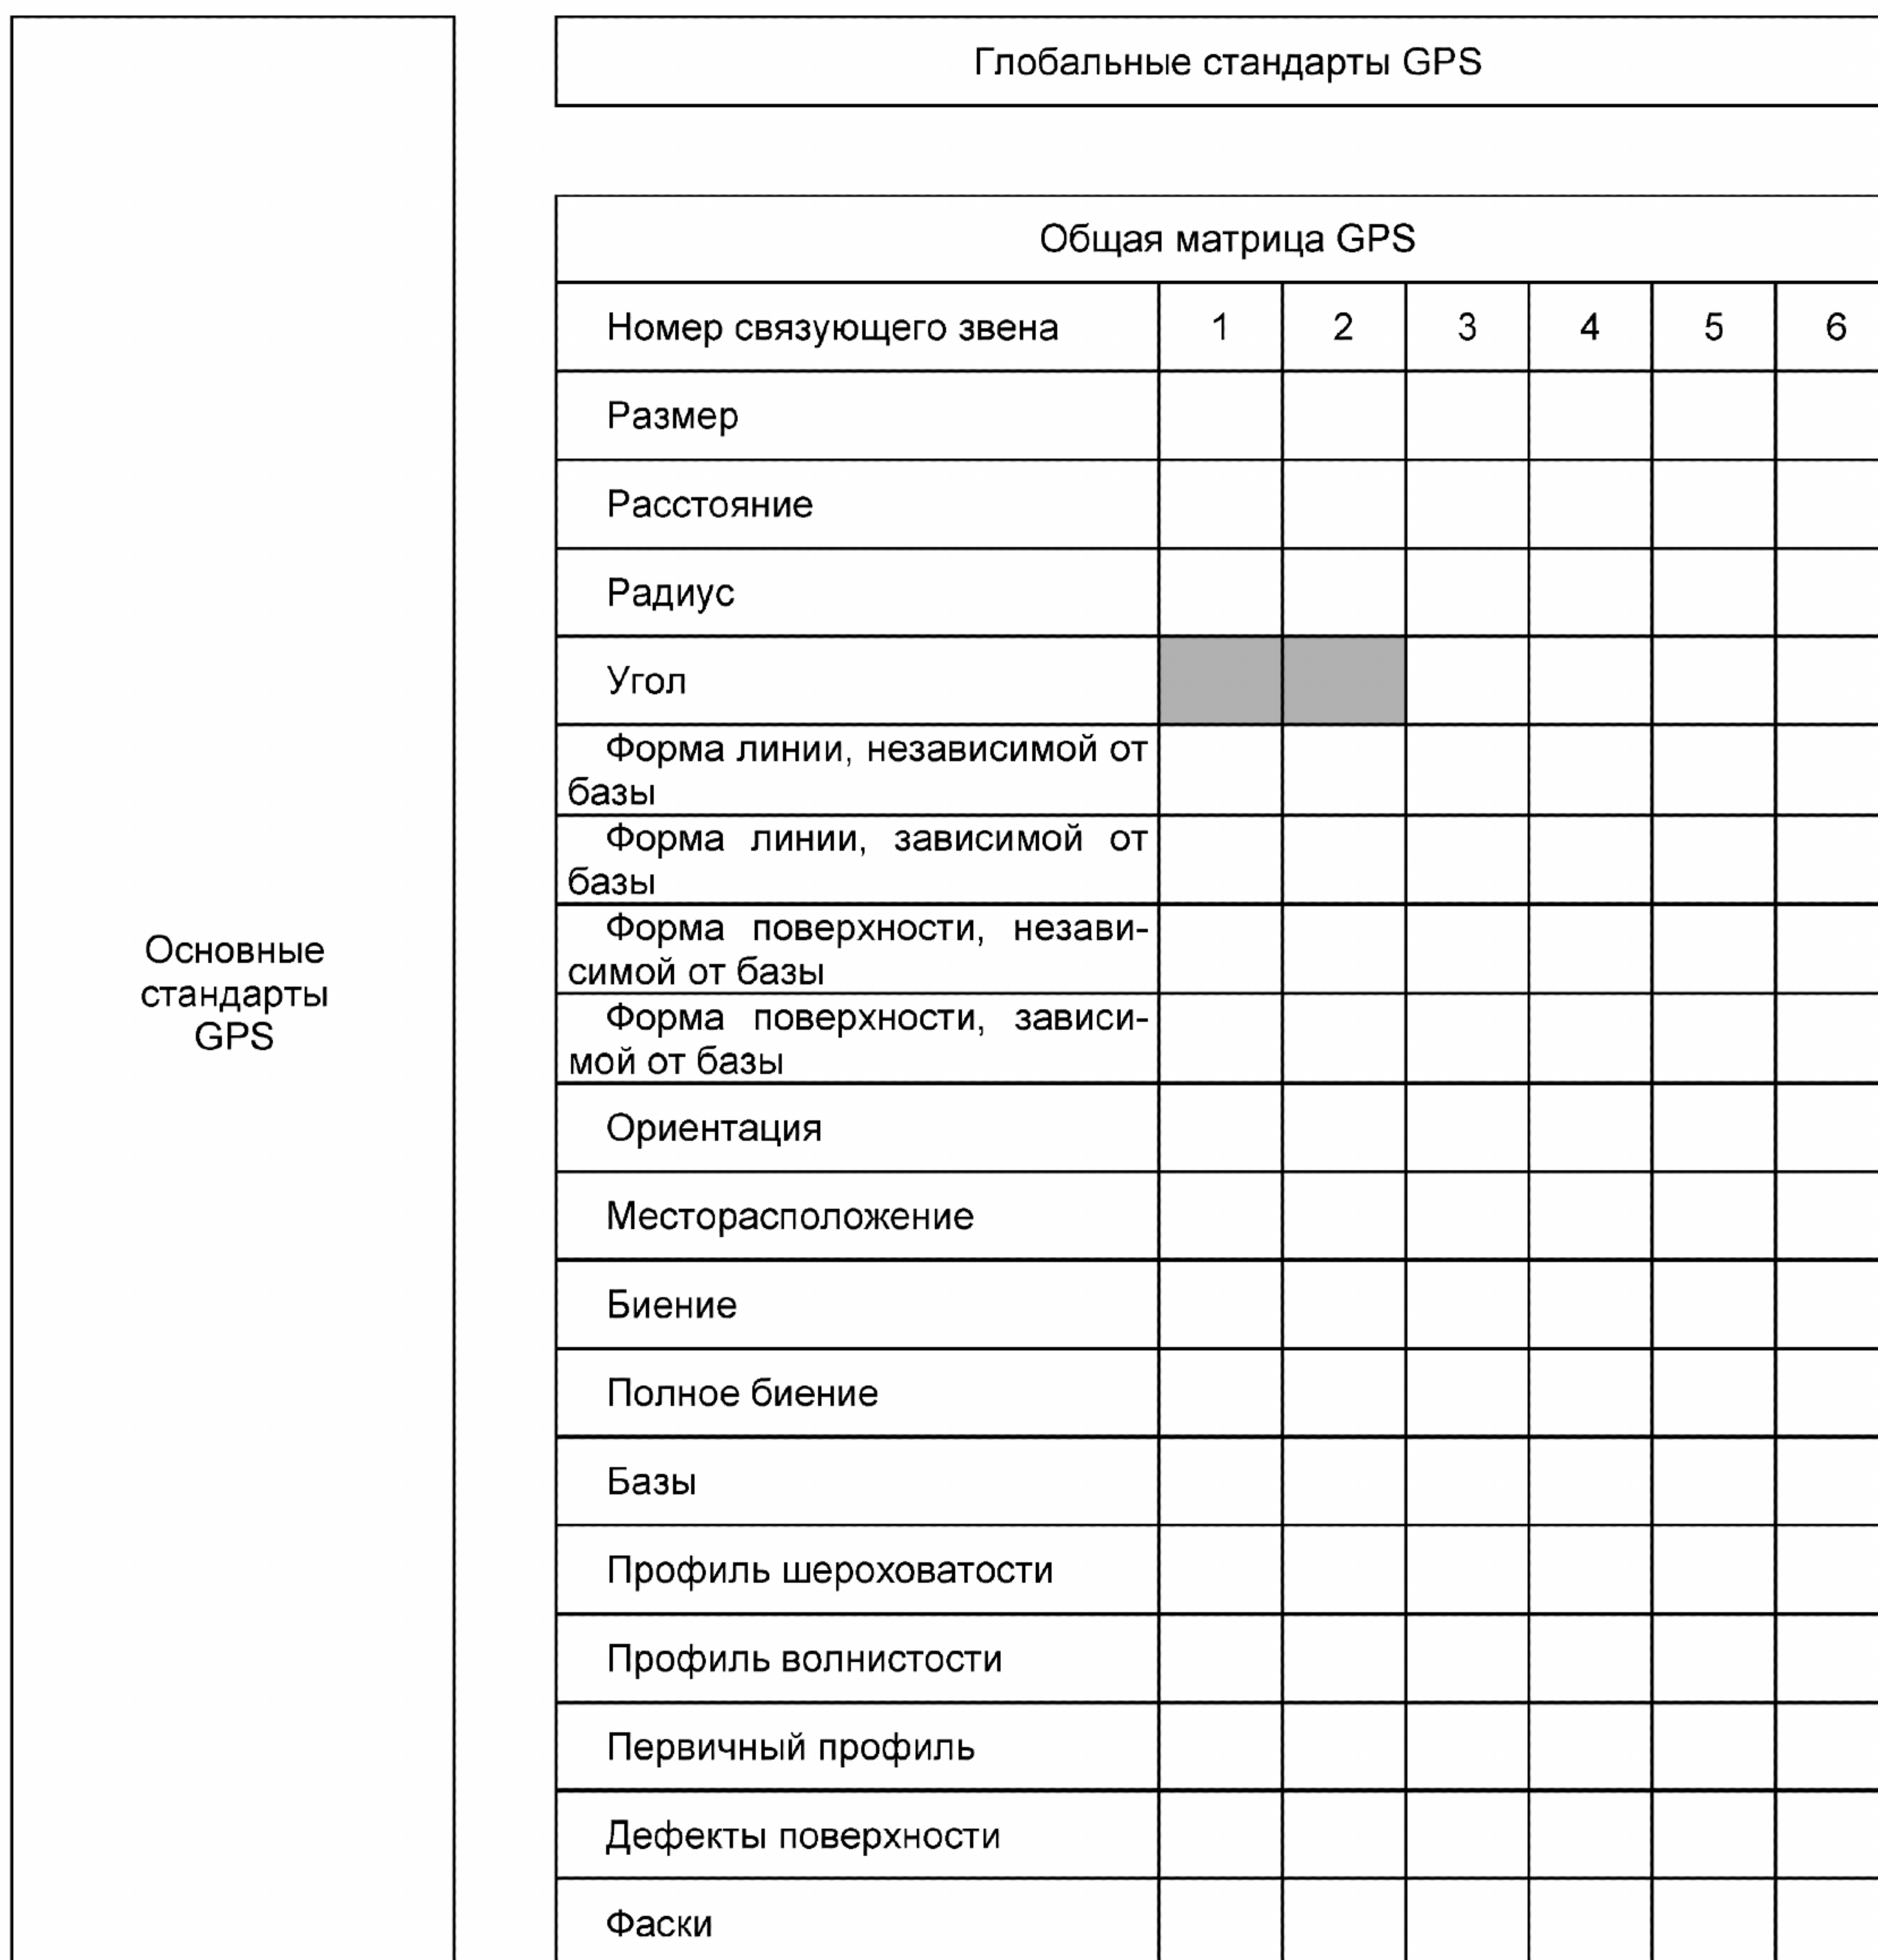 Глобальные стандарты GPS
Общая матрица GPS
Номер связующего звена 1 2 3 4 5 6
Размер
Расстояние
Радиус
Угол
Форма линии, независимой от
базы
Форма линии, зависимой от
базы
Форма поверхности, незави-
симой от базы
Форма поверхности, зависи-
мой от базы
Ориентация
Месторасположение
Биение
Полное биение
Базы
Профиль шероховатости
Профиль волнистости
Первичный профиль
Дефекты поверхности
Фаски
Основные
стандарты
GPS